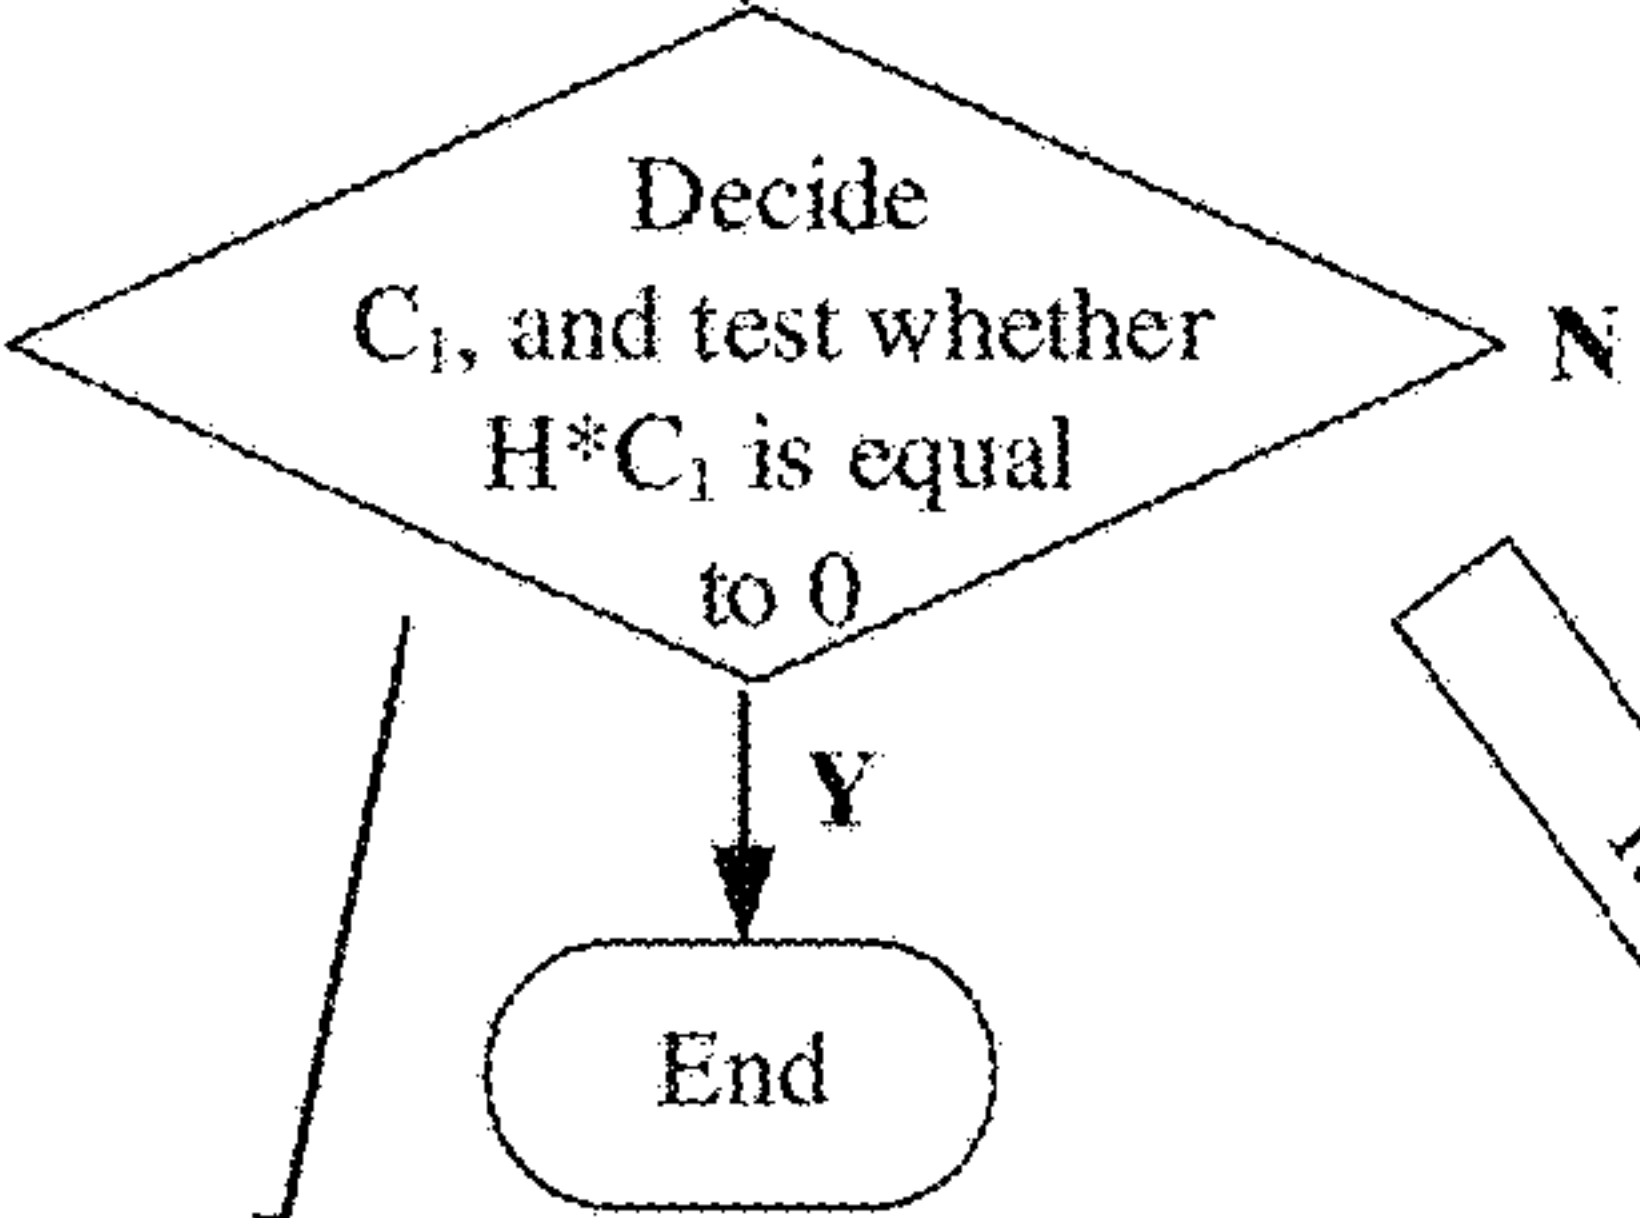 Decide
C₁, and test whether
N
H*C₁ is equal
to 0
Y
End